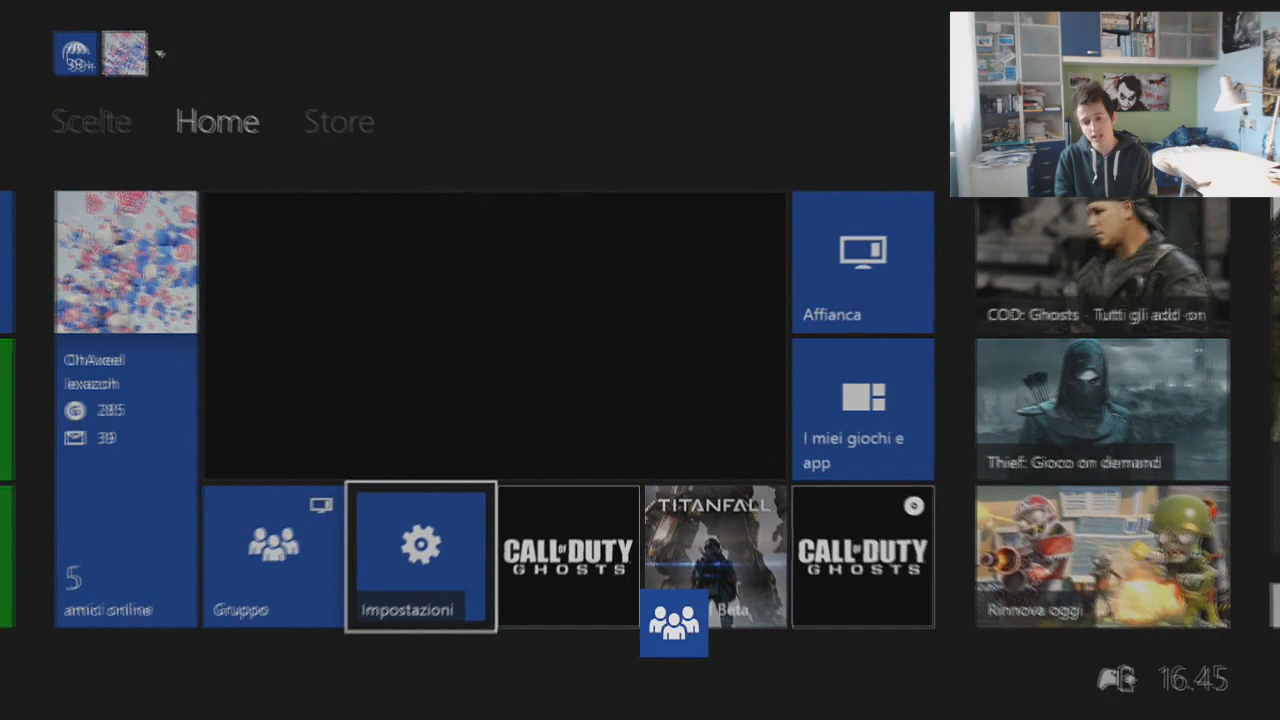 Scelte Home Store
285
39
5
amici online
Gruppo
Impostazioni
CALL OF DUTY
GHOSTS
TITANFALL
Beta
CALL OF DUTY
GHOSTS
Affianca
I miei giochi e
app
COD: Ghosts - Tutti gli add-on
Thief: Gioco on demand
Rinnova oggi
16.45